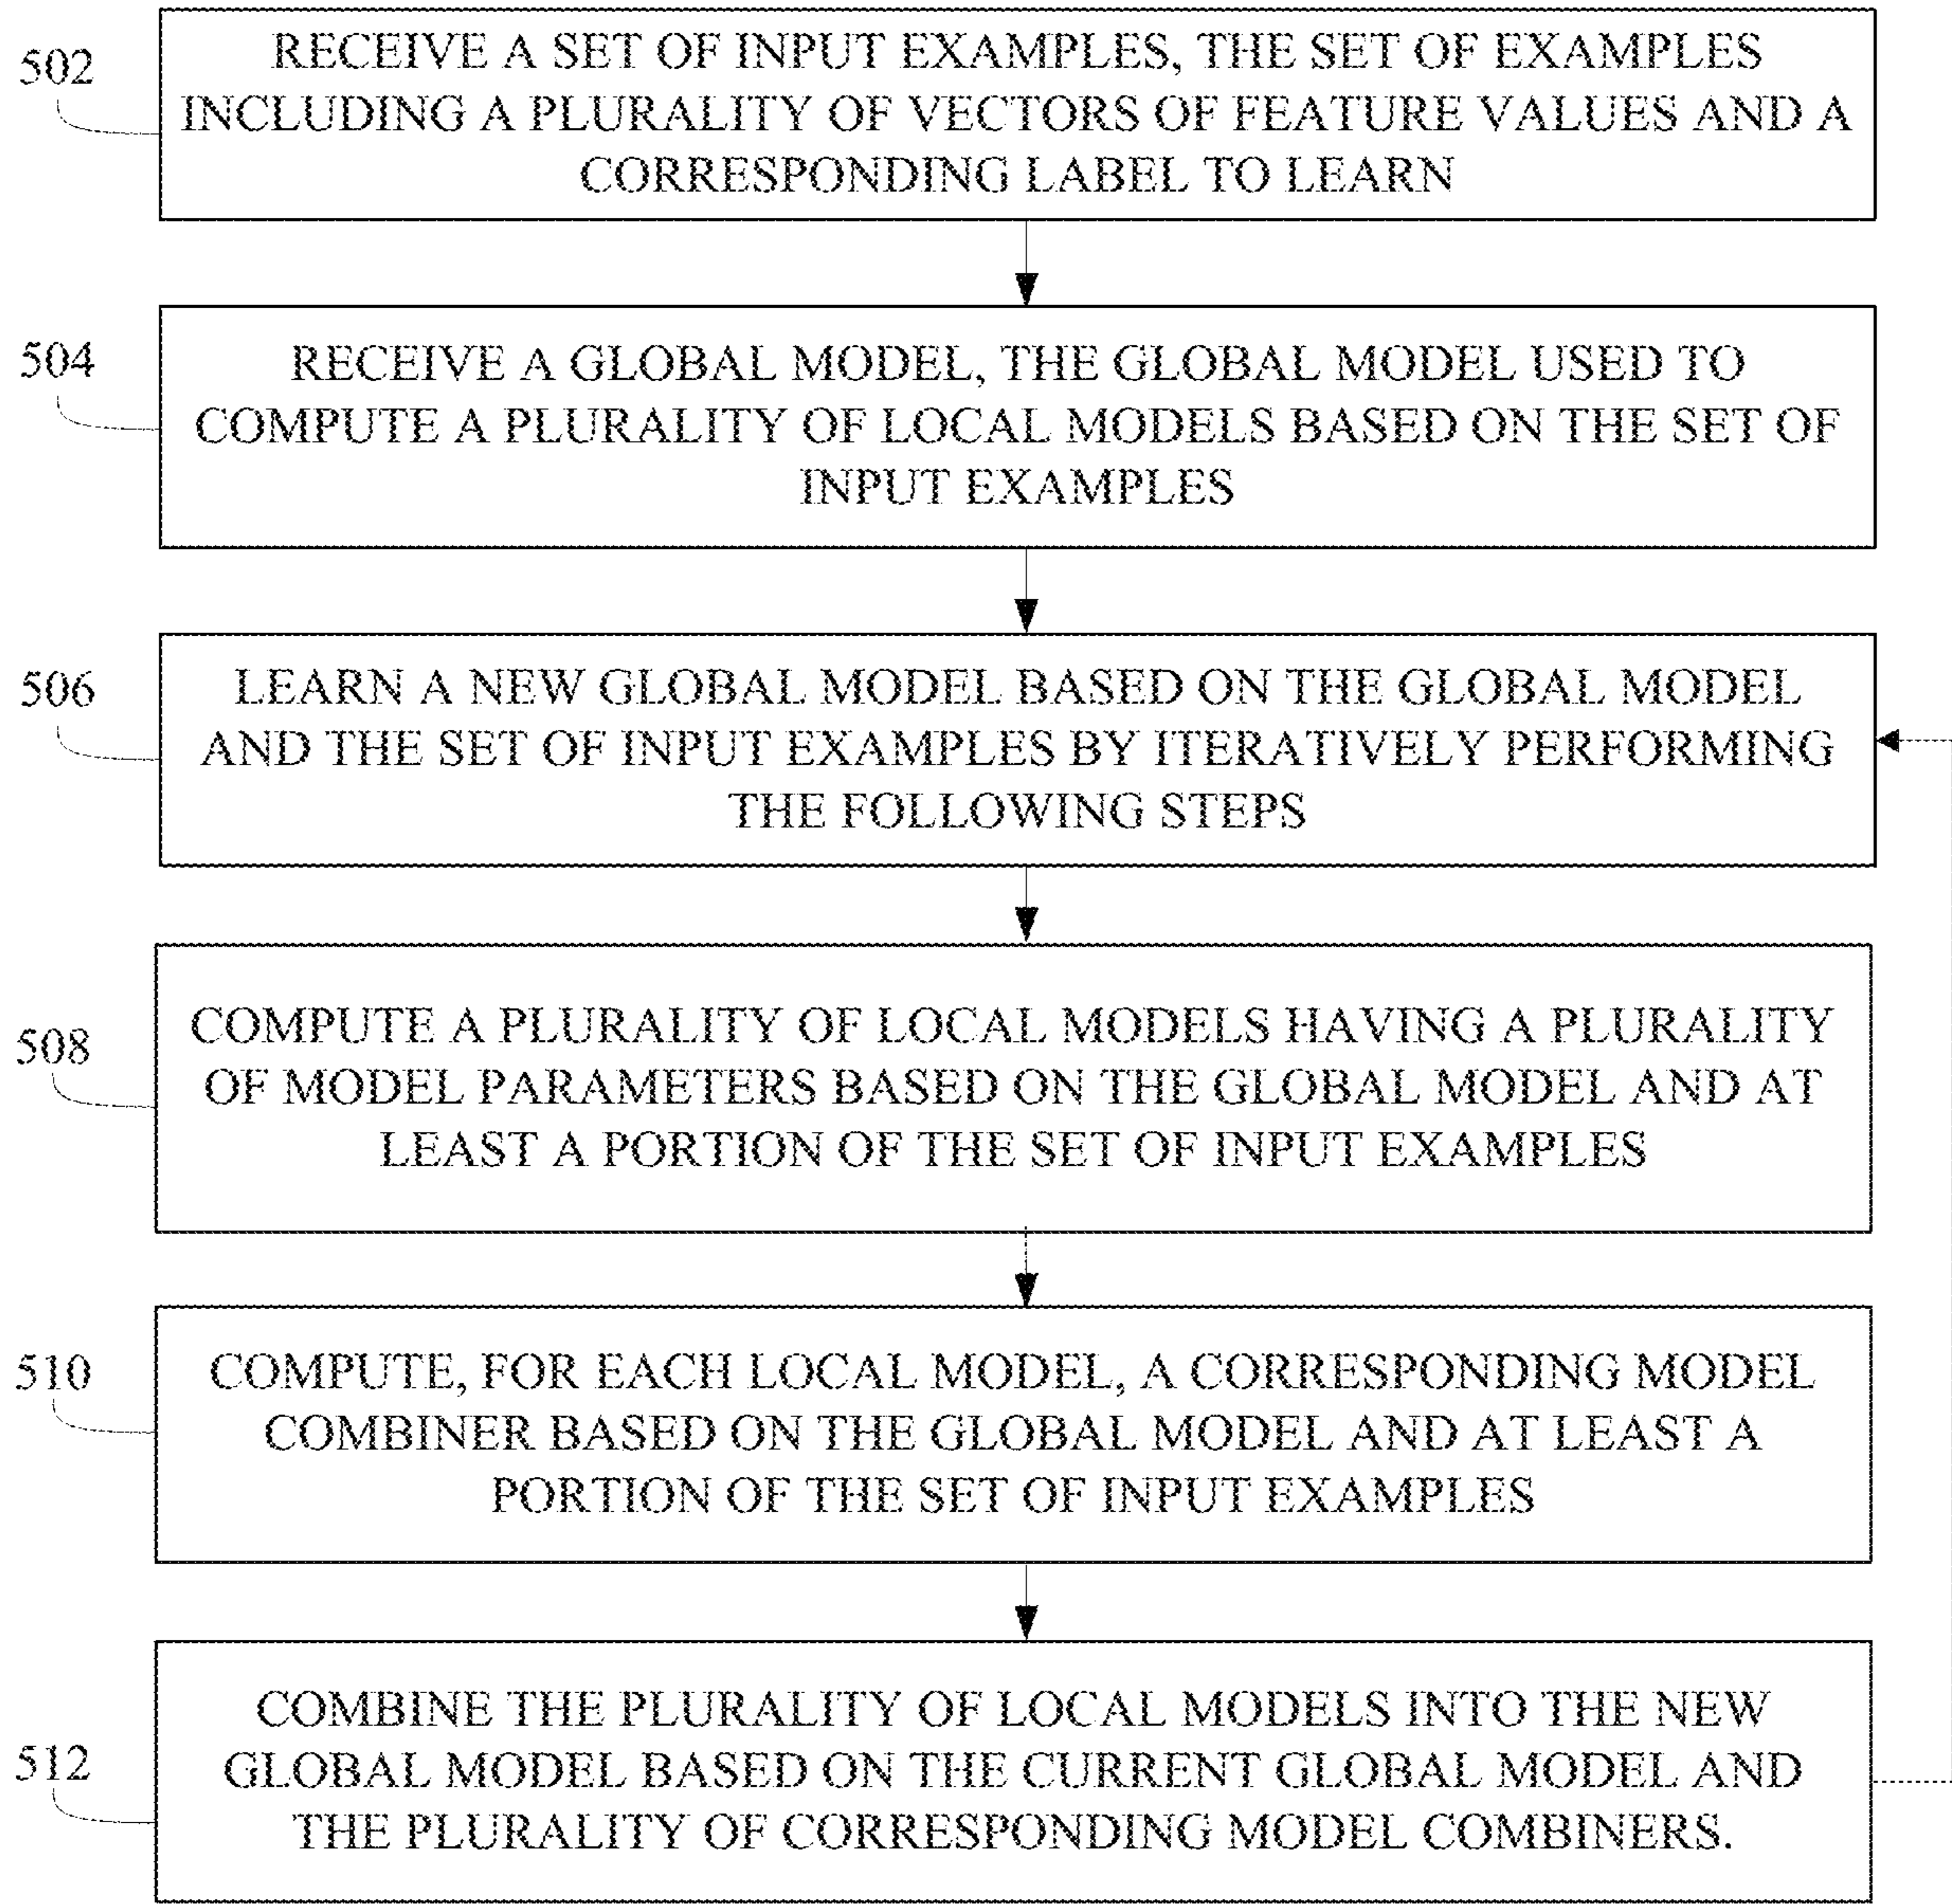 502
RECEIVE A SET OF INPUT EXAMPLES, THE SET OF EXAMPLES
INCLUDING A PLURALITY OF VECTORS OF FEATURE VALUES AND A
CORRESPONDING LABEL TO LEARN
504
RECEIVE A GLOBAL MODEL, THE GLOBAL MODEL USED TO
COMPUTE A PLURALITY OF LOCAL MODELS BASED ON THE SET OF
INPUT EXAMPLES
506
LEARN A NEW GLOBAL MODEL BASED ON THE GLOBAL MODEL
AND THE SET OF INPUT EXAMPLES BY ITERATIVELY PERFORMING
THE FOLLOWING STEPS
508
COMPUTE A PLURALITY OF LOCAL MODELS HAVING A PLURALITY
OF MODEL PARAMETERS BASED ON THE GLOBAL MODEL AND AT
LEAST A PORTION OF THE SET OF INPUT EXAMPLES
510
COMPUTE, FOR EACH LOCAL MODEL, A CORRESPONDING MODEL
COMBINER BASED ON THE GLOBAL MODEL AND AT LEAST A
PORTION OF THE SET OF INPUT EXAMPLES
512
COMBINE THE PLURALITY OF LOCAL MODELS INTO THE NEW
GLOBAL MODEL BASED ON THE CURRENT GLOBAL MODEL AND
THE PLURALITY OF CORRESPONDING MODEL COMBINERS.